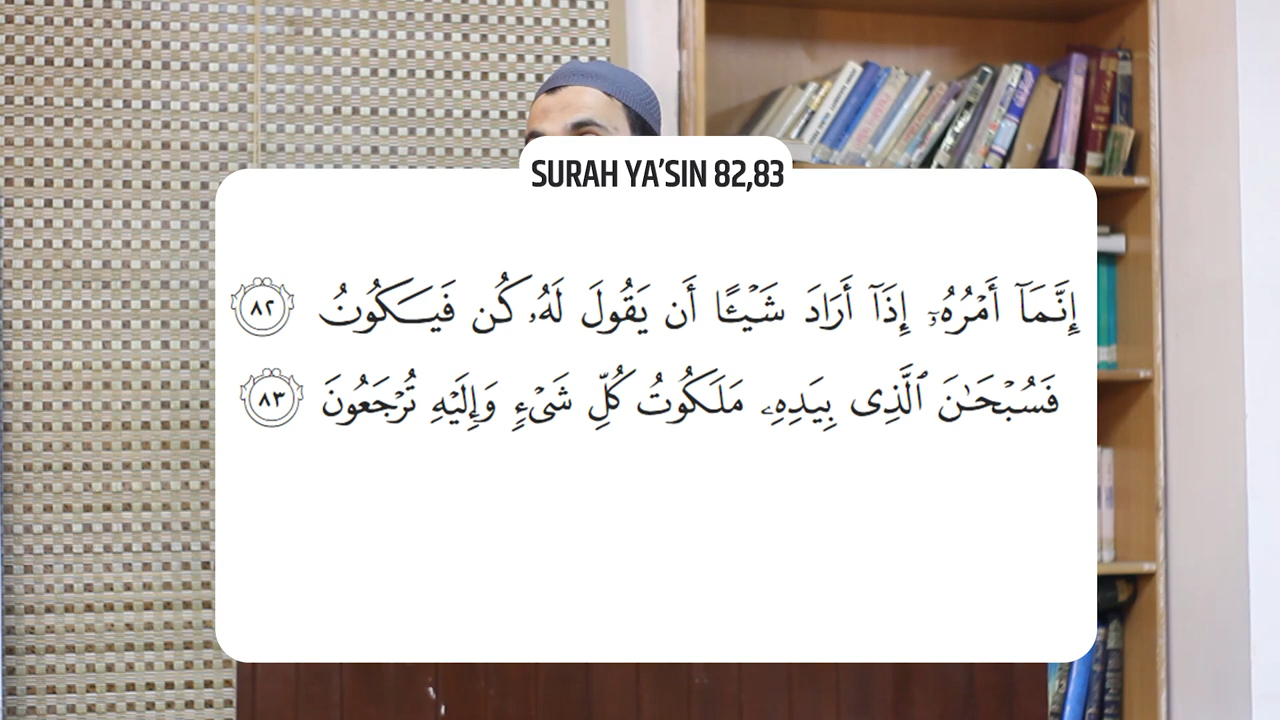 SURAH YA'SIN 82,83
إِنَّمَآ أَمْرُهُۥٓ إِذَآ أَرَادَ شَيْـًٔا أَن يَقُولَ لَهُۥ كُن فَيَكُونُ ٨٢
فَسُبْحَـٰنَ ٱلَّذِى بِيَدِهِۦ مَلَكُوتُ كُلِّ شَىْءٍ وَإِلَيْهِ تُرْجَعُونَ ٨٣